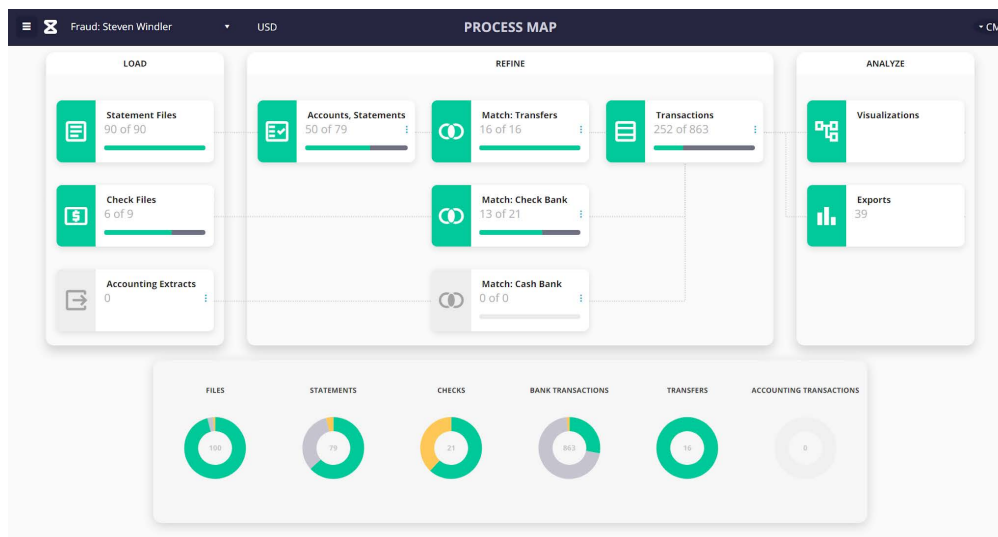 Fraud: Steven Windler
USD
PROCESS MAP
CM
LOAD
REFINE
ANALYZE
Statement Files
90 of 90
Accounts, Statements
50 of 79
Match: Transfers
16 of 16
Transactions
252 of 863
Visualizations
Check Files
6 of 9
Match: Check Bank
13 of 21
Exports
39
Accounting Extracts
0
Match: Cash Bank
0 of 0
FILES
STATEMENTS
CHECKS
BANK TRANSACTIONS
TRANSFERS
ACCOUNTING TRANSACTIONS
100
79
21
863
16
0